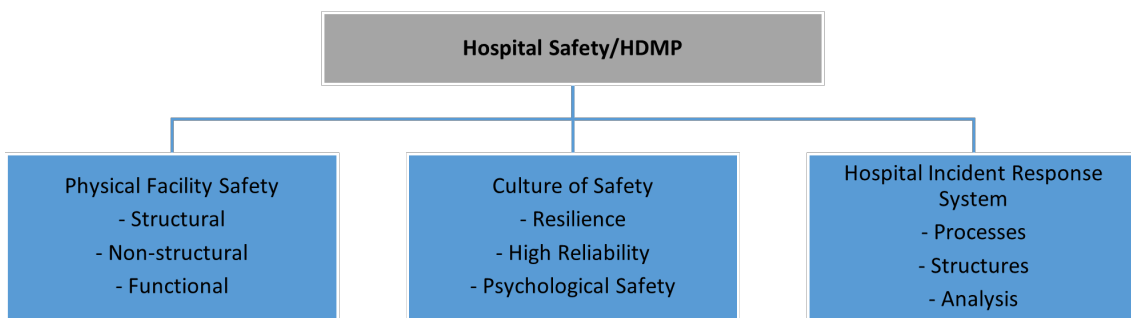 Hospital Safety/HDMP
Physical Facility Safety
- Structural
- Non-structural
- Functional
Culture of Safety
- Resilience
- High Reliability
- Psychological Safety
Hospital Incident Response
System
- Processes
- Structures
- Analysis